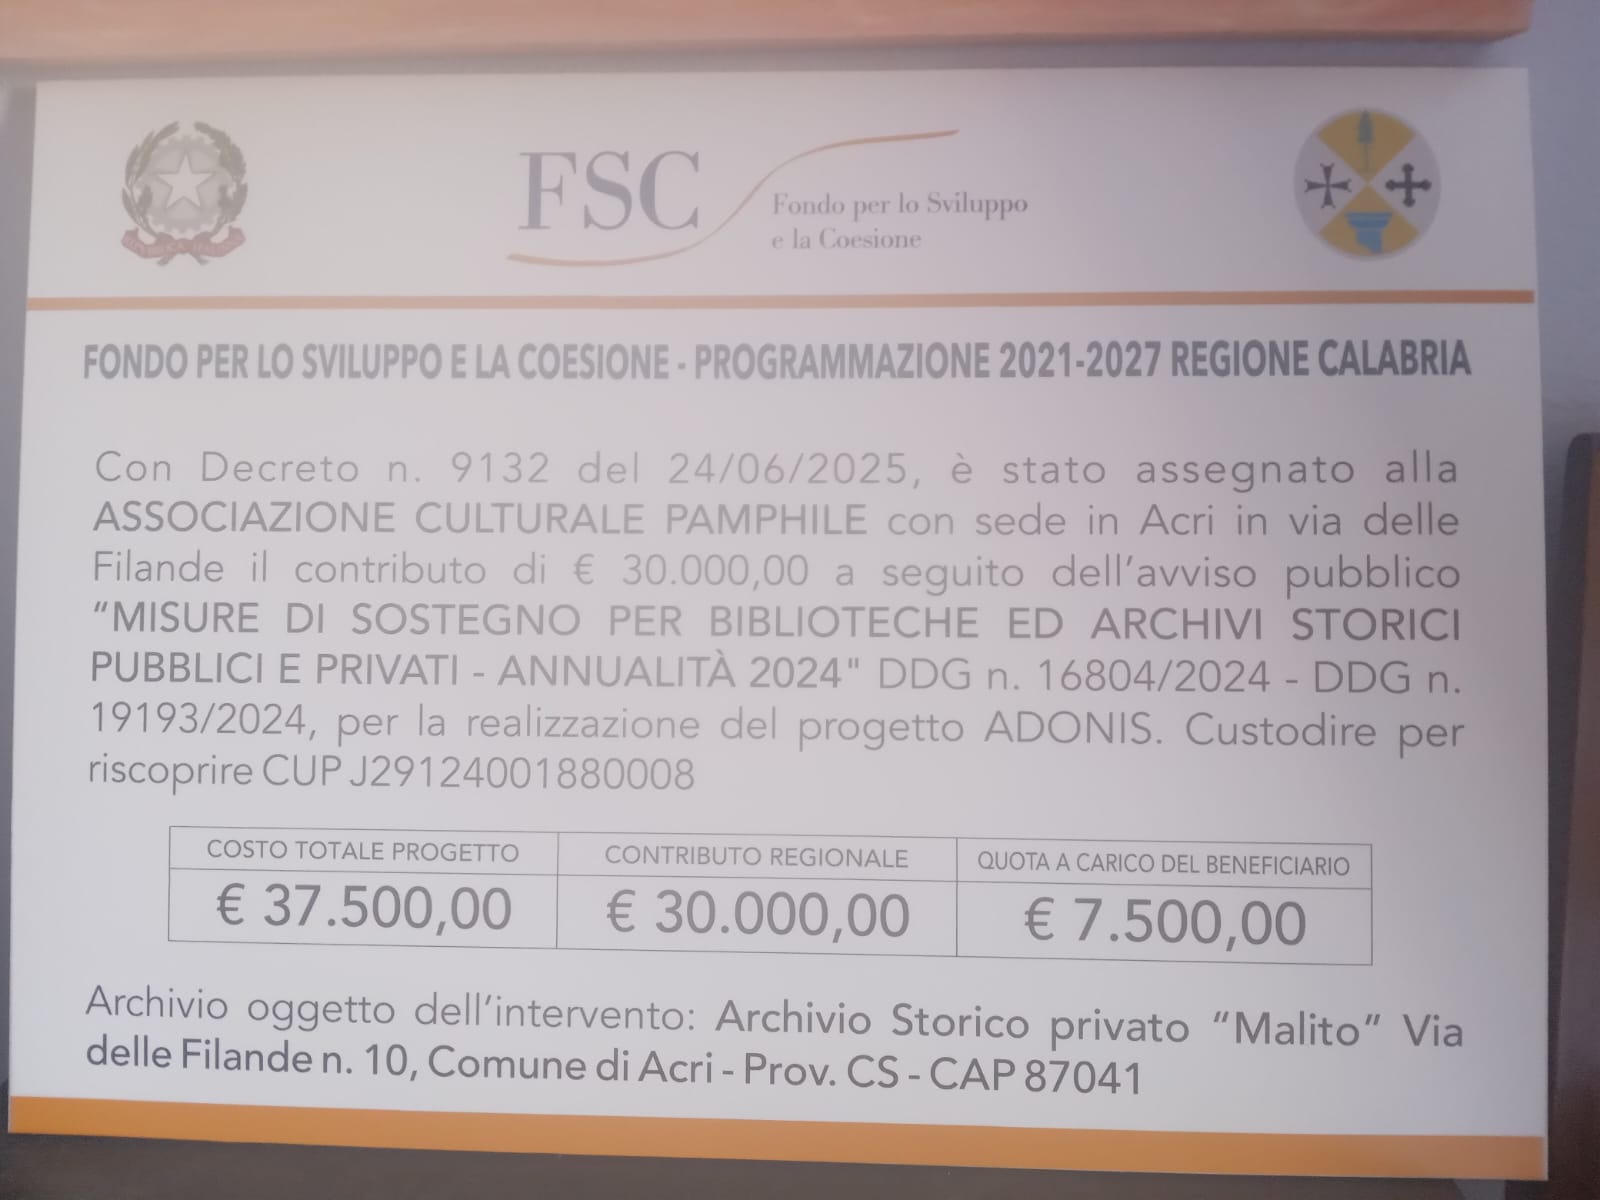 FSC
Fondo per lo Sviluppo
e la Coesione
FONDO PER LO SVILUPPO E LA COESIONE - PROGRAMMAZIONE 2021-2027 REGIONE CALABRIA
Con Decreto n. 9132 del 24/06/2025, è stato assegnato alla
ASSOCIAZIONE CULTURALE PAMPHILE con sede in Acri in via delle
Filande il contributo di € 30.000,00 a seguito dell'avviso pubblico
"MISURE DI SOSTEGNO PER BIBLIOTECHE ED ARCHIVI STORICI
PUBBLICI E PRIVATI - ANNUALITÀ 2024" DDG n. 16804/2024 - DDG n.
19193/2024, per la realizzazione del progetto ADONIS. Custodire per
riscoprire CUP J29I24001880008
COSTO TOTALE PROGETTO CONTRIBUTO REGIONALE QUOTA A CARICO DEL BENEFICIARIO
€ 37.500,00 € 30.000,00 € 7.500,00
Archivio oggetto dell'intervento: Archivio Storico privato "Malito" Via
delle Filande n. 10, Comune di Acri - Prov. CS - CAP 87041